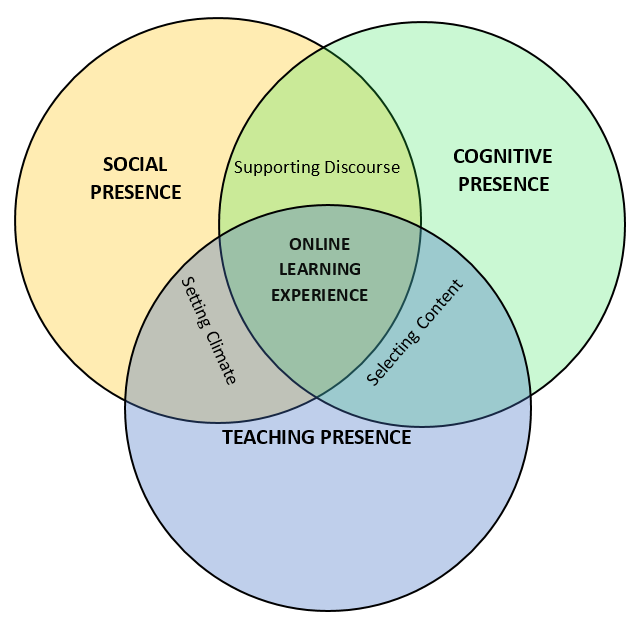 SOCIAL
PRESENCE
COGNITIVE
PRESENCE
Supporting Discourse
ONLINE
LEARNING
EXPERIENCE
Setting Climate
Selecting Content
TEACHING PRESENCE